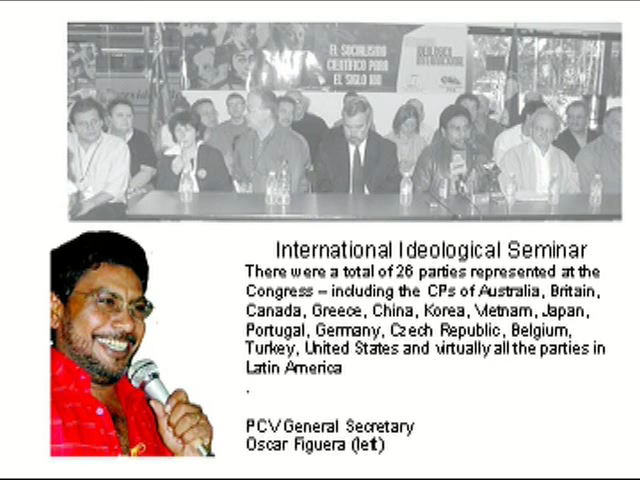 EL SOCIALISMO
CIENTÍFICO PARA
EL SIGLO XXI
International Ideological Seminar
There were a total of 26 parties represented at the
Congress – including the CPs of Australia, Britain,
Canada, Greece, China, Korea, Vietnam, Japan,
Portugal, Germany, Czech Republic, Belgium,
Turkey, United States and virtually all the parties in
Latin America
.
PCV General Secretary
Oscar Figuera (left)